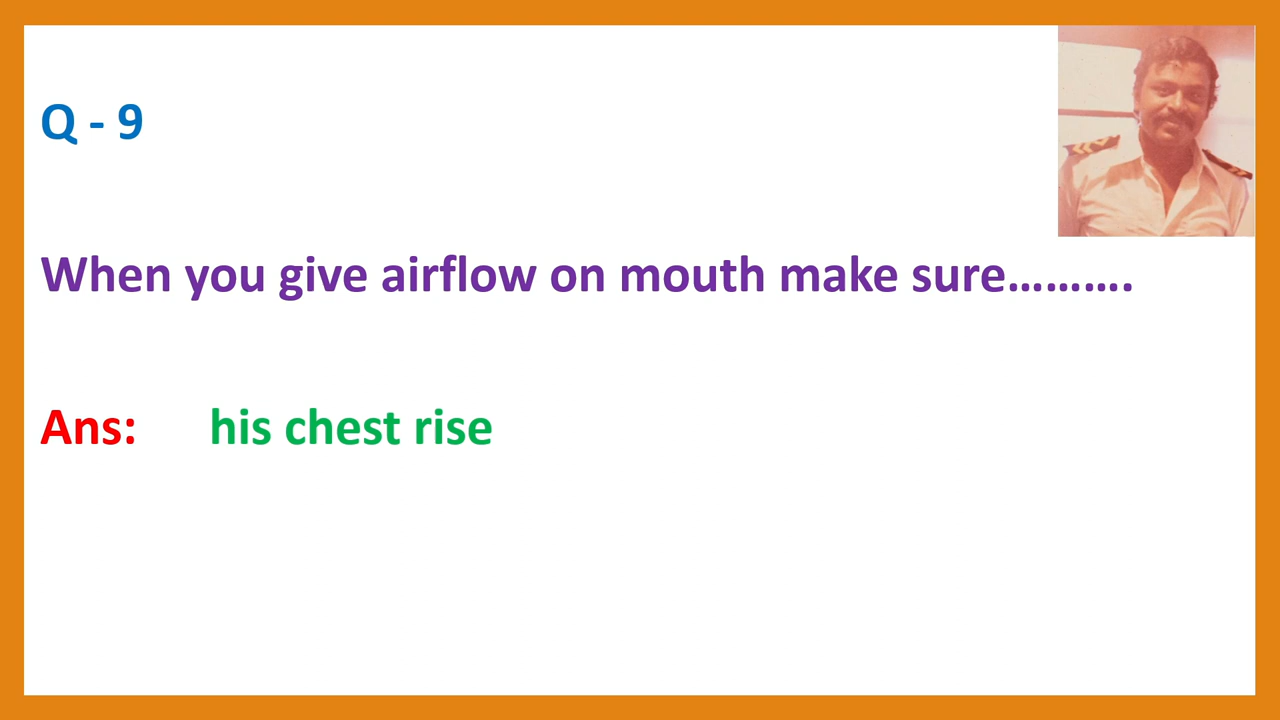 Q - 9
When you give airflow on mouth make sure……….
Ans: his chest rise